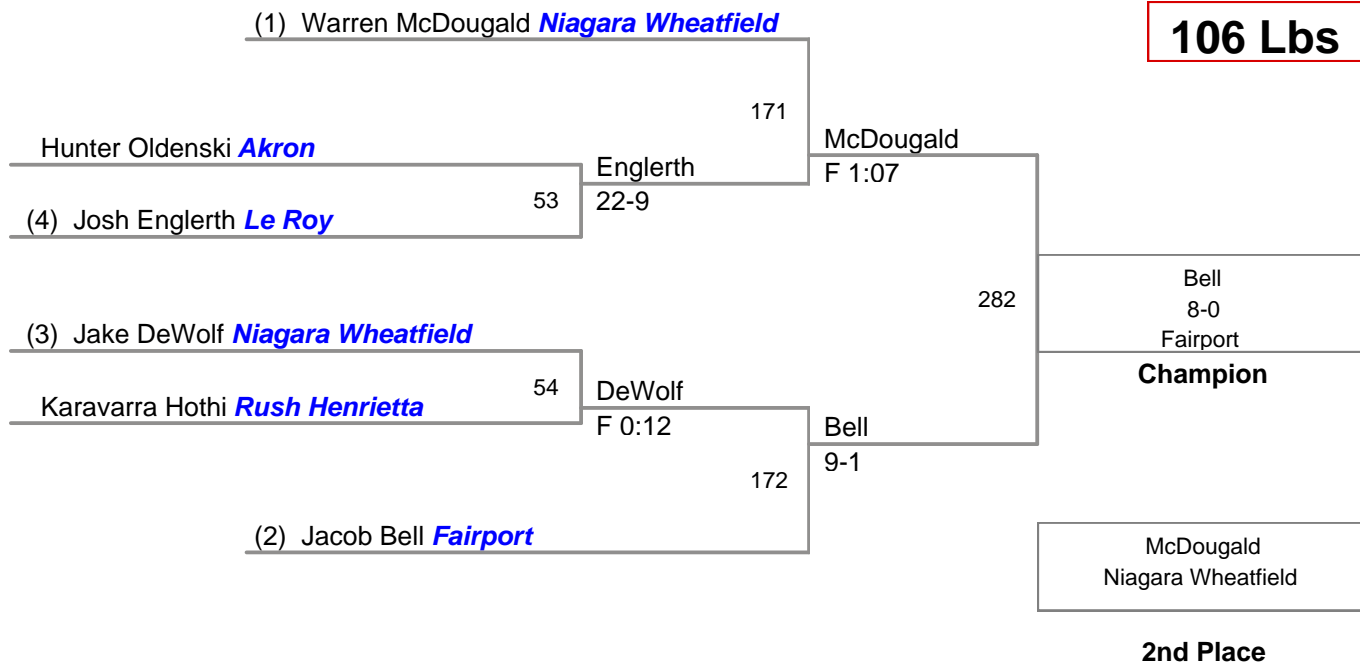 (1) Warren McDougald Niagara Wheatfield
106 Lbs
171
Hunter Oldenski Akron
McDougald
F 1:07
Englerth
22-9
53
(4) Josh Englerth Le Roy
282
Bell
8-0
Fairport
Champion
(3) Jake DeWolf Niagara Wheatfield
54
DeWolf
F 0:12
Karavarra Hothi Rush Henrietta
Bell
9-1
172
(2) Jacob Bell Fairport
McDougald
Niagara Wheatfield
2nd Place